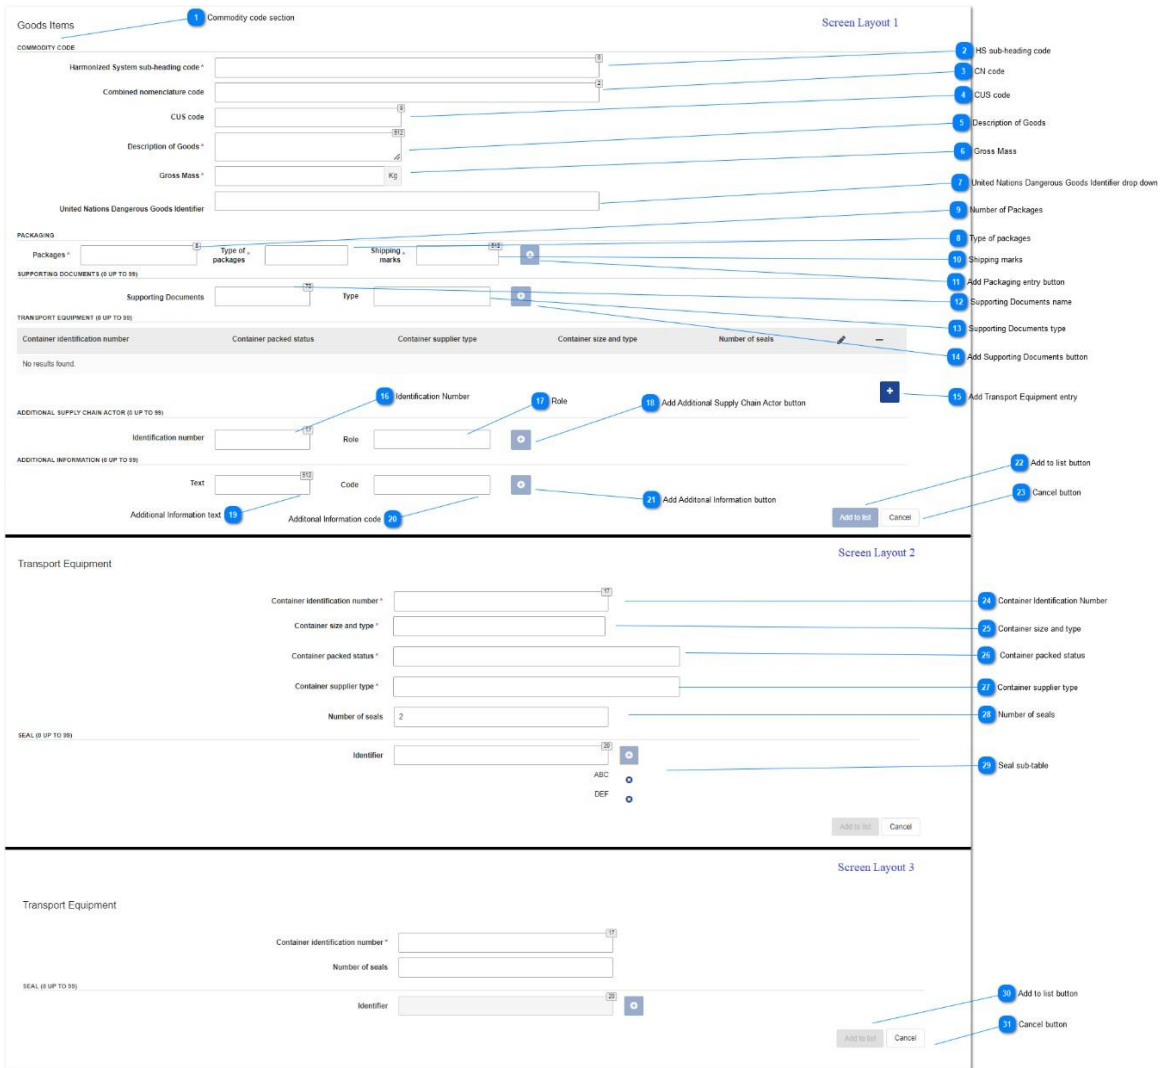 Goods Items
1 Commodity code section
Screen Layout 1
COMMODITY CODE
Harmonized System sub-heading code *
6
2 HS sub-heading code
Combined nomenclature code
2
3 CN code
CUS code
9
4 CUS code
Description of Goods *
512
5 Description of Goods
Gross Mass *
Kg
6 Gross Mass
United Nations Dangerous Goods Identifier
7 United Nations Dangerous Goods Identifier drop down
PACKAGING
9 Number of Packages
Packages *
8
Type of packages *
Shipping marks *
512
8 Type of packages
10 Shipping marks
11 Add Packaging entry button
SUPPORTING DOCUMENTS (0 UP TO 99)
Supporting Documents
70
Type
12 Supporting Documents name
13 Supporting Documents type
14 Add Supporting Documents button
TRANSPORT EQUIPMENT (0 UP TO 99)
Container identification number Container packed status Container supplier type Container size and type Number of seals
No results found.
15 Add Transport Equipment entry
16 Identification Number
17 Role
18 Add Additional Supply Chain Actor button
ADDITIONAL SUPPLY CHAIN ACTOR (0 UP TO 99)
Identification number
17
Role
ADDITIONAL INFORMATION (0 UP TO 99)
Text
512
Code
21 Add Additonal Information button
Additional Information text 19
Additonal Information code 20
22 Add to list button
23 Cancel button
Add to list Cancel
Screen Layout 2
Transport Equipment
Container identification number *
17
24 Container Identification Number
Container size and type *
25 Container size and type
Container packed status *
26 Container packed status
Container supplier type *
27 Container supplier type
Number of seals 2
28 Number of seals
SEAL (0 UP TO 99)
Identifier
20
ABC
DEF
29 Seal sub-table
Add to list Cancel
Screen Layout 3
Transport Equipment
Container identification number *
17
Number of seals
SEAL (0 UP TO 99)
Identifier
20
30 Add to list button
31 Cancel button
Add to list Cancel